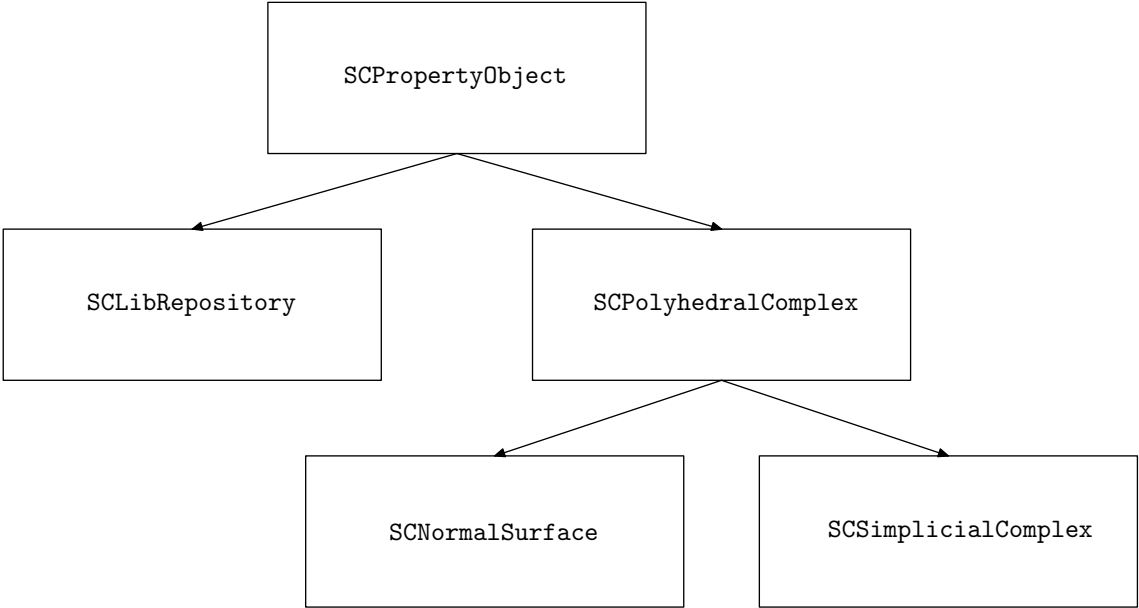 SCPropertyObject
SCLibRepository
SCPolyhedralComplex
SCNormalSurface
SCSimplicialComplex